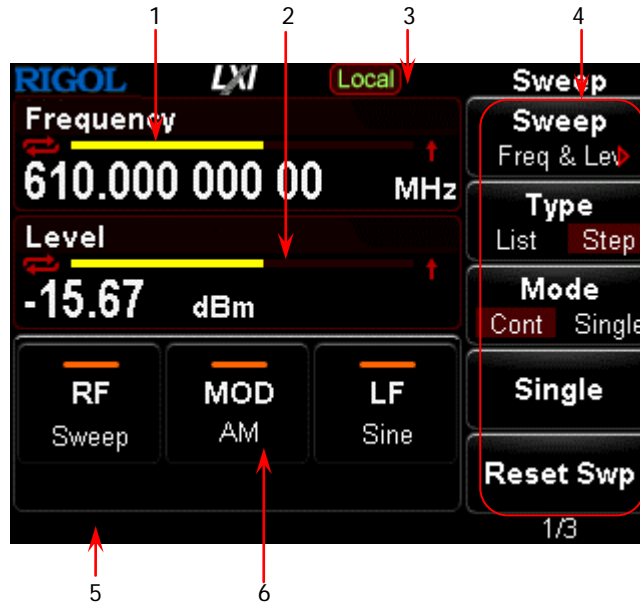 1 2 3 4
RIGOL LXI Local Sweep
Frequency
610.000 000 00 MHz
Level
-15.67 dBm
RF
Sweep
MOD
AM
LF
Sine
Sweep
Freq & Lev
Type
List Step
Mode
Cont Single
Single
Reset Swp
1/3
5 6